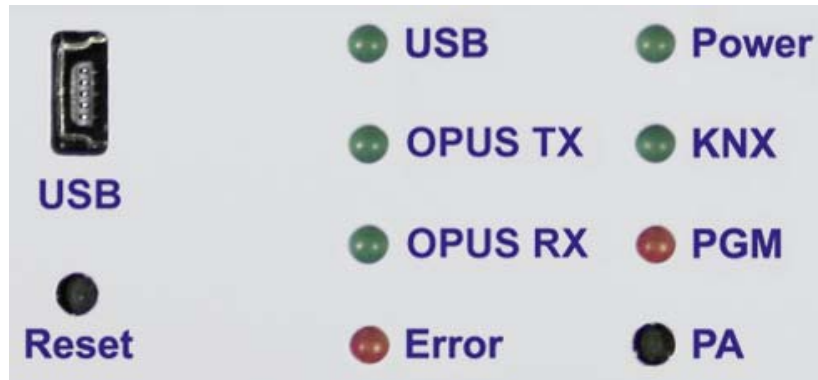 USB
Reset
USB
OPUS TX
OPUS RX
Error
Power
KNX
PGM
PA